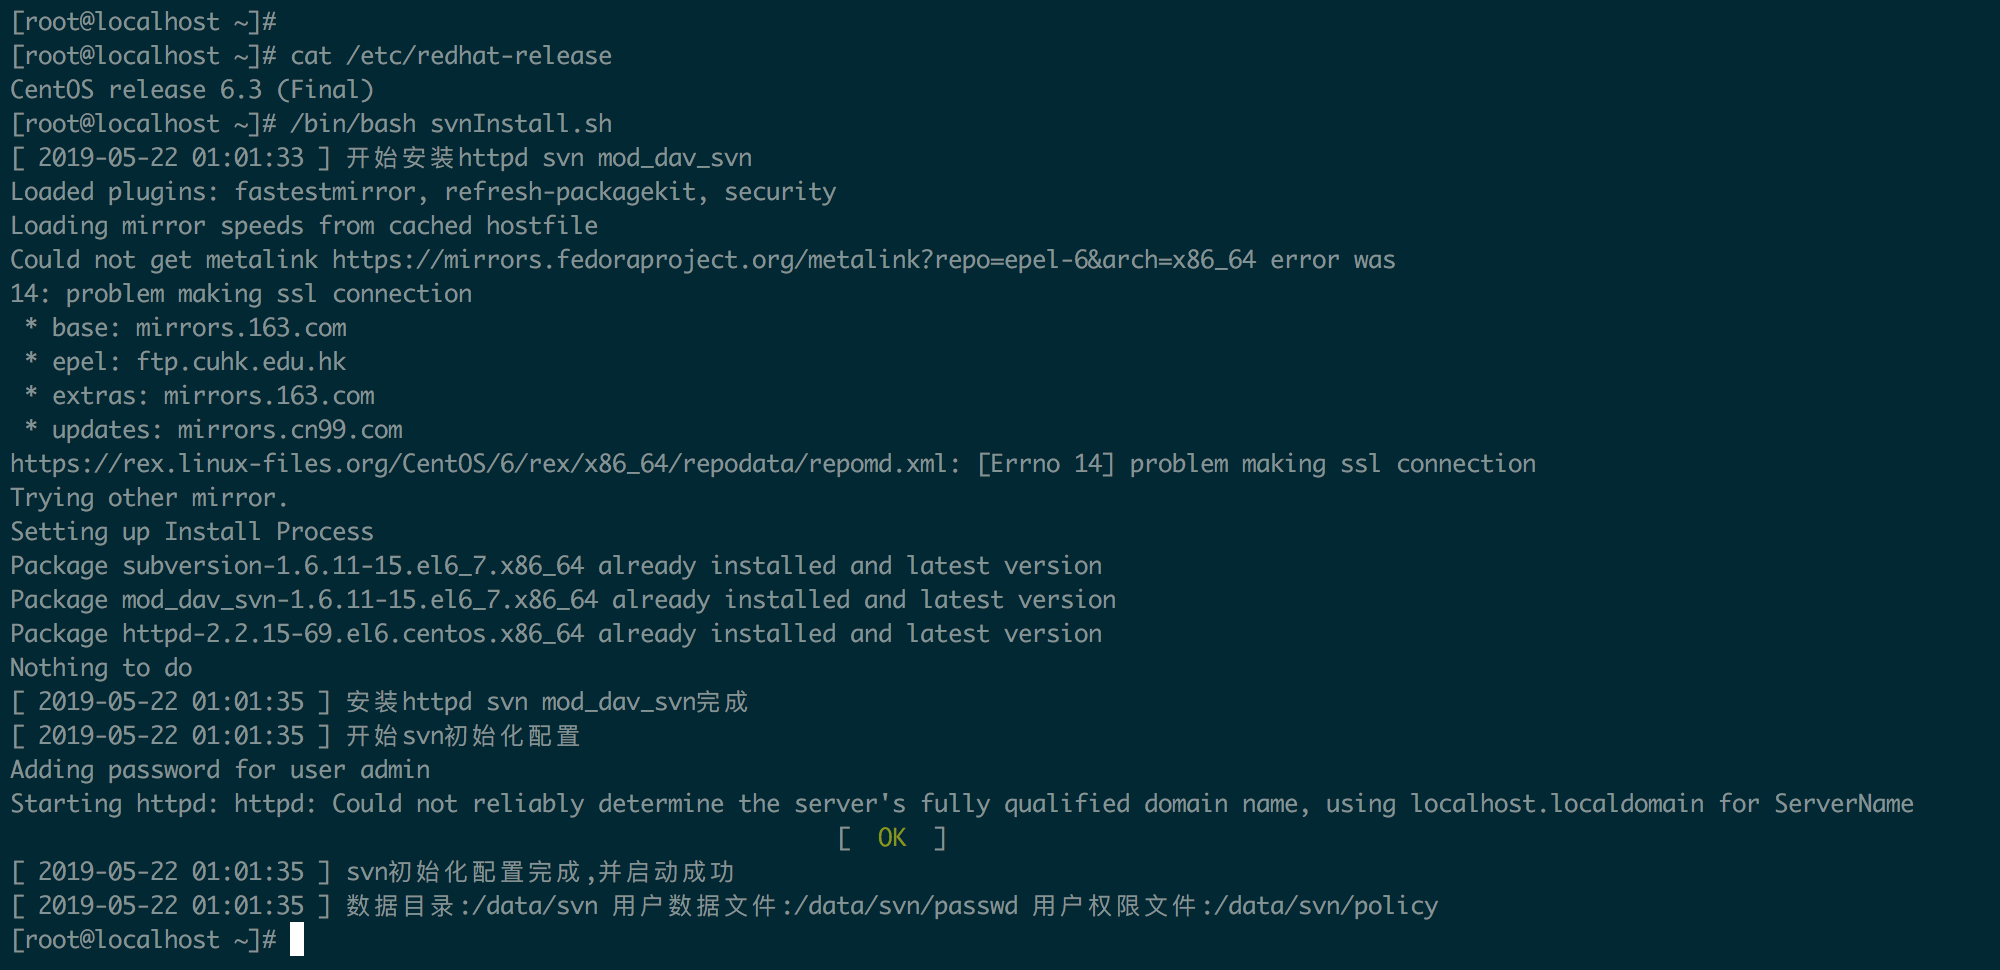 [root@localhost ~]#
[root@localhost ~]# cat /etc/redhat-release
CentOS release 6.3 (Final)
[root@localhost ~]# /bin/bash svnInstall.sh
[ 2019-05-22 01:01:33 ] 开始安装httpd svn mod_dav_svn
Loaded plugins: fastestmirror, refresh-packagekit, security
Loading mirror speeds from cached hostfile
Could not get metalink https://mirrors.fedoraproject.org/metalink?repo=epel-6&arch=x86_64 error was
14: problem making ssl connection
 * base: mirrors.163.com
 * epel: ftp.cuhk.edu.hk
 * extras: mirrors.163.com
 * updates: mirrors.cn99.com
https://rex.linux-files.org/CentOS/6/rex/x86_64/repodata/repomd.xml: [Errno 14] problem making ssl connection
Trying other mirror.
Setting up Install Process
Package subversion-1.6.11-15.el6_7.x86_64 already installed and latest version
Package mod_dav_svn-1.6.11-15.el6_7.x86_64 already installed and latest version
Package httpd-2.2.15-69.el6.centos.x86_64 already installed and latest version
Nothing to do
[ 2019-05-22 01:01:35 ] 安装httpd svn mod_dav_svn完成
[ 2019-05-22 01:01:35 ] 开始svn初始化配置
Adding password for user admin
Starting httpd: httpd: Could not reliably determine the server's fully qualified domain name, using localhost.localdomain for ServerName
[  OK  ]
[ 2019-05-22 01:01:35 ] svn初始化配置完成,并启动成功
[ 2019-05-22 01:01:35 ] 数据目录:/data/svn 用户数据文件:/data/svn/passwd 用户权限文件:/data/svn/policy
[root@localhost ~]#